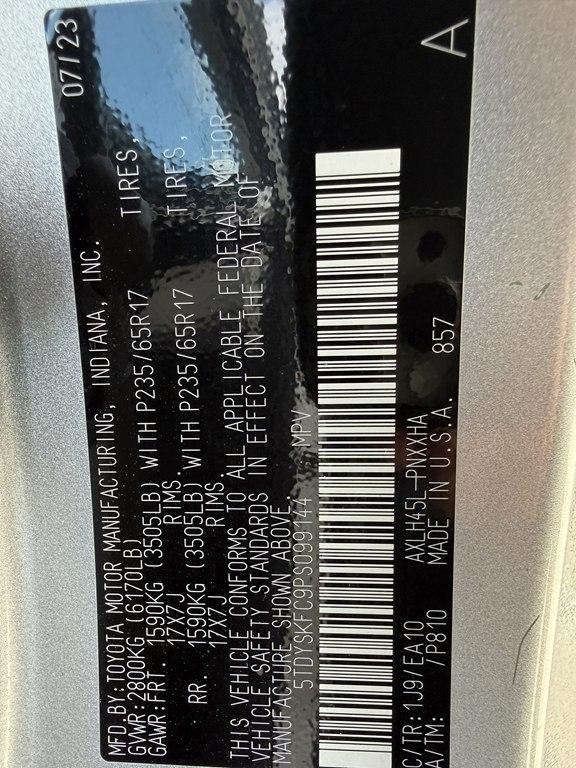 MFD.BY:TOYOTA MOTOR MANUFACTURING, INDIANA, INC. 07/23
GVWR:2800KG (6170LB)
GAWR:FRT. 1590KG (3505LB) WITH P235/65R17 TIRES,
17X7J RIMS.
RR. 1590KG (3505LB) WITH P235/65R17 TIRES,
17X7J RIMS.
THIS VEHICLE CONFORMS TO ALL APPLICABLE FEDERAL MOTOR
VEHICLE SAFETY STANDARDS IN EFFECT ON THE DATE OF
MANUFACTURE SHOWN ABOVE.
5TDYSKFC9PS099144 MPV
C/TR: 1J9/EA10 AXLH45L-PNXXHA A
A/TM: /P810 MADE IN U.S.A. 857